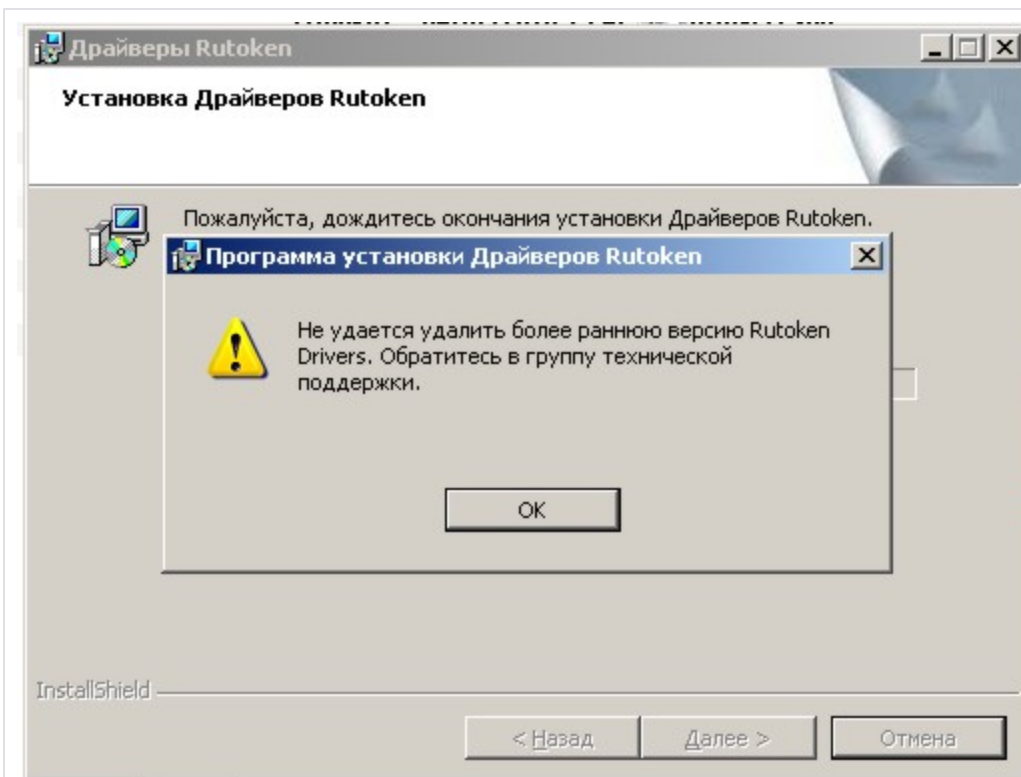 Драйверы Rutoken
Установка Драйверов Rutoken
Пожалуйста, дождитесь окончания установки Драйверов Rutoken.
Программа установки Драйверов Rutoken
Не удается удалить более раннюю версию Rutoken
Drivers. Обратитесь в группу технической
поддержки.
OK
InstallShield
< Назад
Далее >
Отмена